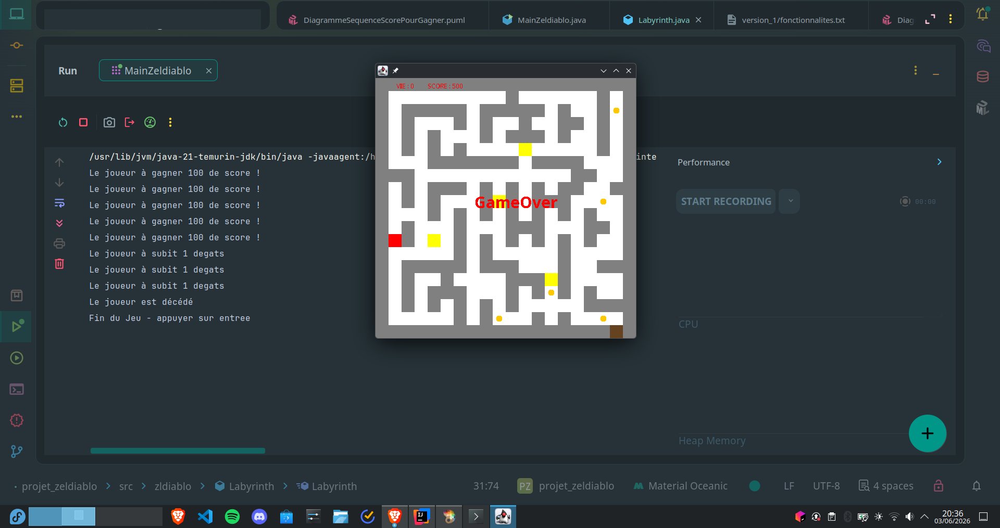 DiagrammeSequenceScorePourGagner.puml
MainZeldiablo.java
Labyrinth.java
version_1/fonctionnalites.txt
Diag
Run
MainZeldiablo
VIE : 0 SCORE : 500
/usr/lib/jvm/java-21-temurin-jdk/bin/java -javaagent:/h
inte
Performance
Le joueur à gagner 100 de score !
Le joueur à gagner 100 de score !
Le joueur à gagner 100 de score !
Le joueur à gagner 100 de score !
Le joueur à gagner 100 de score !
Le joueur à subit 1 degats
Le joueur à subit 1 degats
Le joueur à subit 1 degats
Le joueur est décédé
Fin du Jeu - appuyer sur entree
GameOver
START RECORDING
00:00
CPU
Heap Memory
projet_zeldiablo > src > zldiablo > Labyrinth > Labyrinth
31:74
PZ projet_zeldiablo
Material Oceanic
LF
UTF-8
4 spaces
20:36
03/06/2026